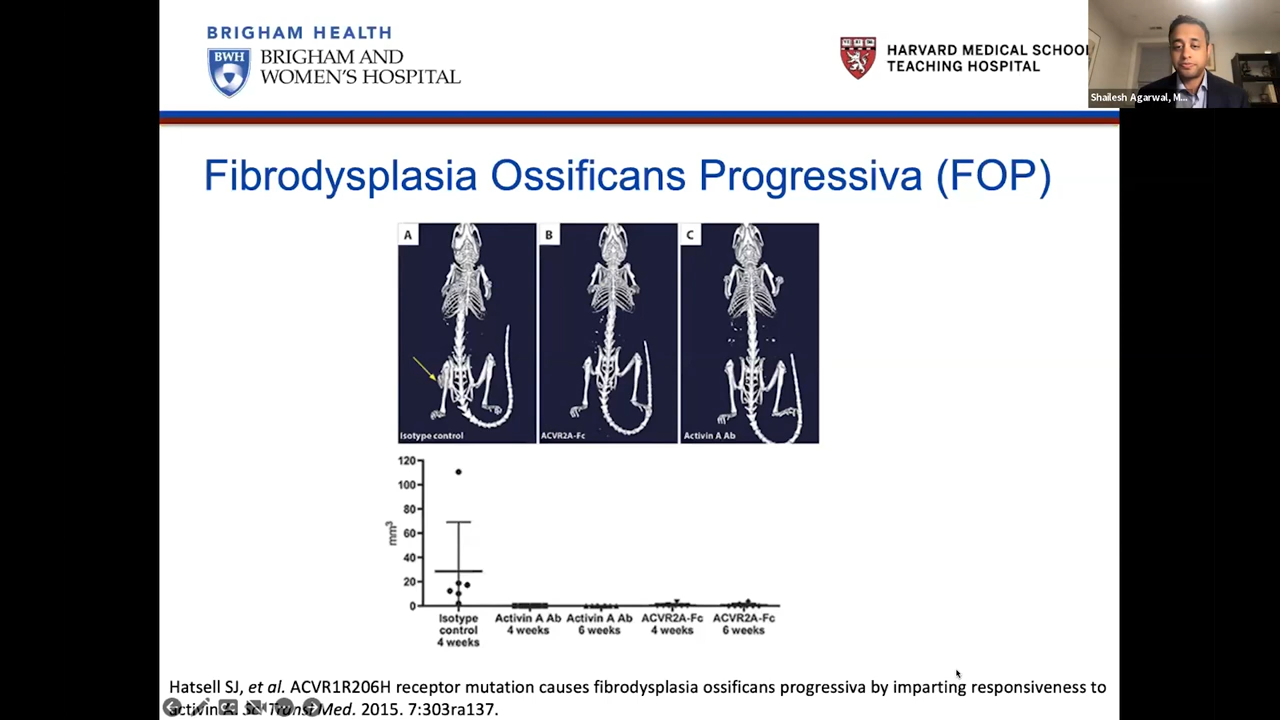 BRIGHAM HEALTH
BWH
BRIGHAM AND
WOMEN'S HOSPITAL
HARVARD MEDICAL SCHOOL
TEACHING HOSPITAL
Shailesh Agarwal, M...
Fibrodysplasia Ossificans Progressiva (FOP)
A
B
C
Isotype control
ACVR2A-Fc
Activin A Ab
120
100
80
60
40
20
0
mm³
Isotype control 4 weeks
Activin A Ab 4 weeks
Activin A Ab 6 weeks
ACVR2A-Fc 4 weeks
ACVR2A-Fc 6 weeks
Hatsell SJ, et al. ACVR1R206H receptor mutation causes fibrodysplasia ossificans progressiva by imparting responsiveness to
activin A. Sci Transl Med. 2015. 7:303ra137.